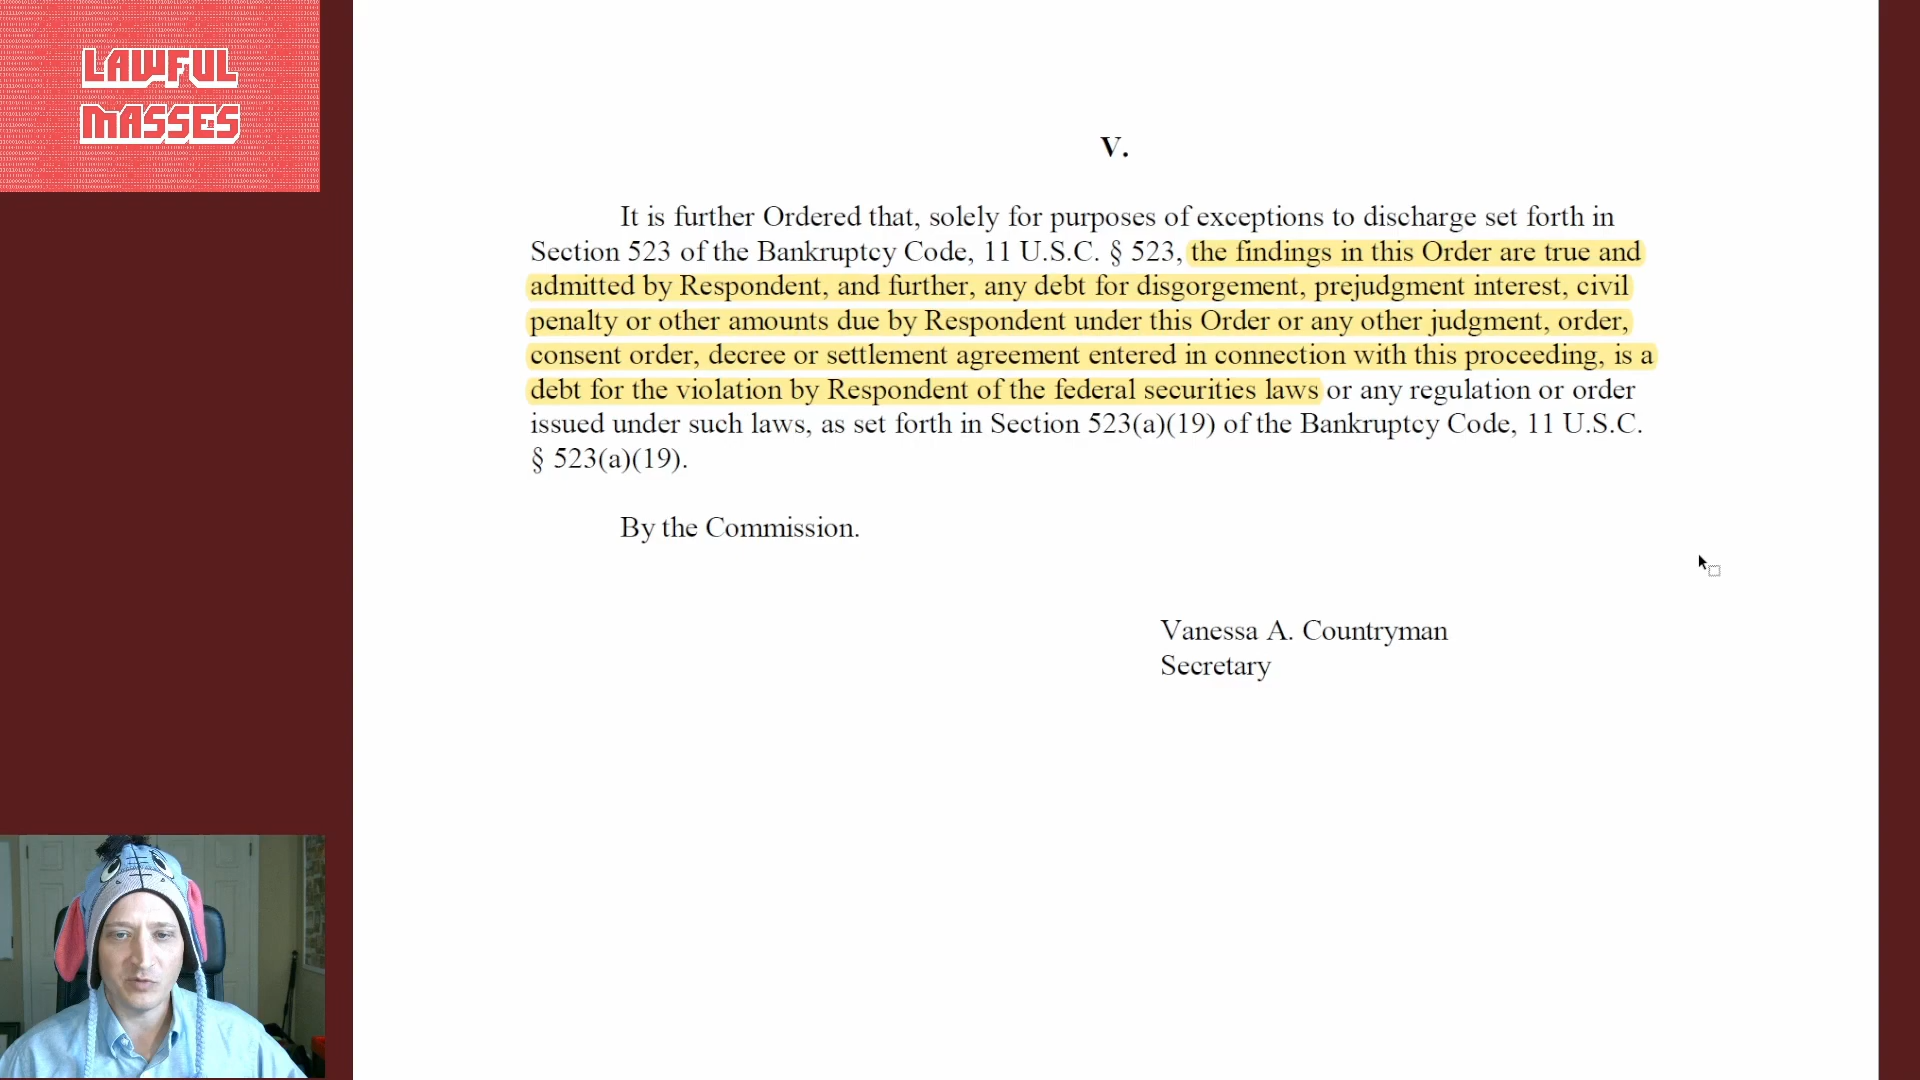 LAWFUL
MASSES
V.
It is further Ordered that, solely for purposes of exceptions to discharge set forth in
Section 523 of the Bankruptcy Code, 11 U.S.C. § 523, the findings in this Order are true and
admitted by Respondent, and further, any debt for disgorgement, prejudgment interest, civil
penalty or other amounts due by Respondent under this Order or any other judgment, order,
consent order, decree or settlement agreement entered in connection with this proceeding, is a
debt for the violation by Respondent of the federal securities laws or any regulation or order
issued under such laws, as set forth in Section 523(a)(19) of the Bankruptcy Code, 11 U.S.C.
§ 523(a)(19).
By the Commission.
Vanessa A. Countryman
Secretary